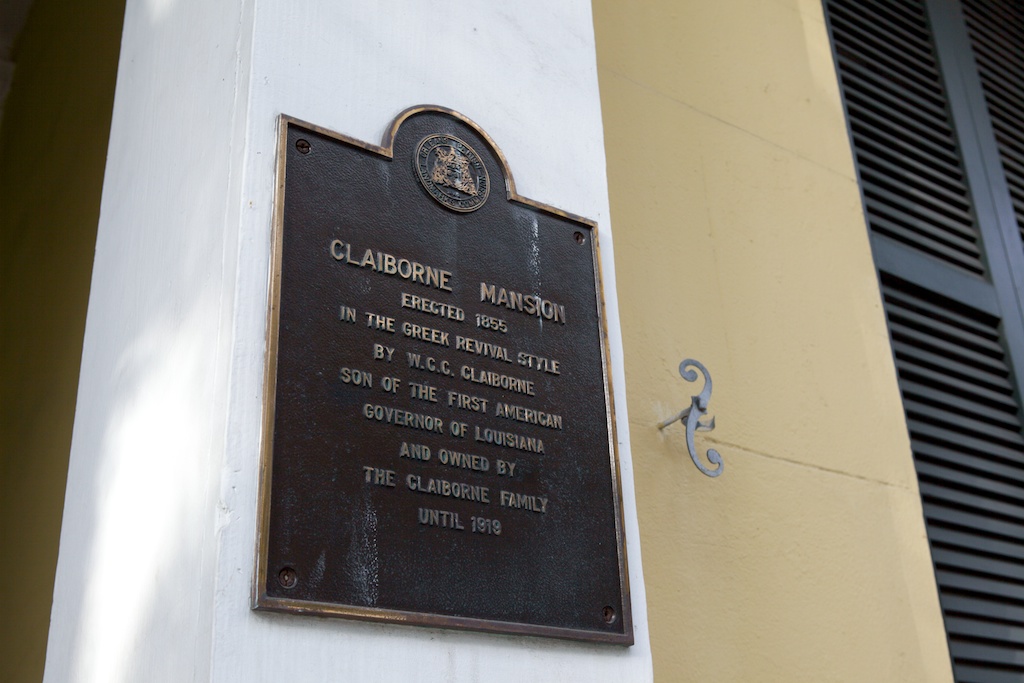 CLAIBORNE MANSION
ERECTED 1855
IN THE GREEK REVIVAL STYLE
BY W.C.C. CLAIBORNE
SON OF THE FIRST AMERICAN
GOVERNOR OF LOUISIANA
AND OWNED BY
THE CLAIBORNE FAMILY
UNTIL 1919